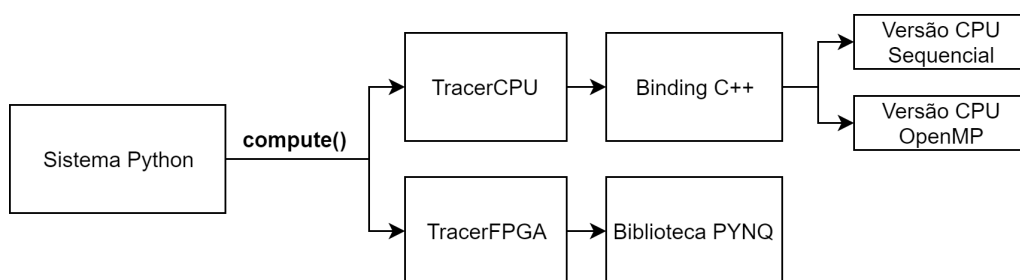 Sistema Python
compute()
TracerCPU
Binding C++
Versão CPU
Sequencial
Versão CPU
OpenMP
TracerFPGA
Biblioteca PYNQ